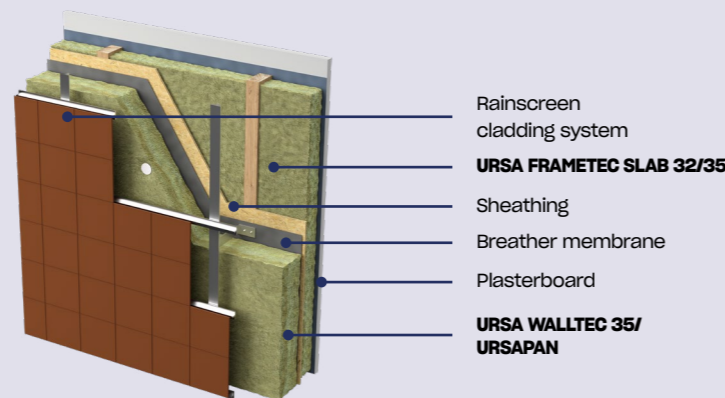 Rainscreen
cladding system
URSA FRAMETEC SLAB 32/35
Sheathing
Breather membrane
Plasterboard
URSA WALLTEC 35/
URSAPAN